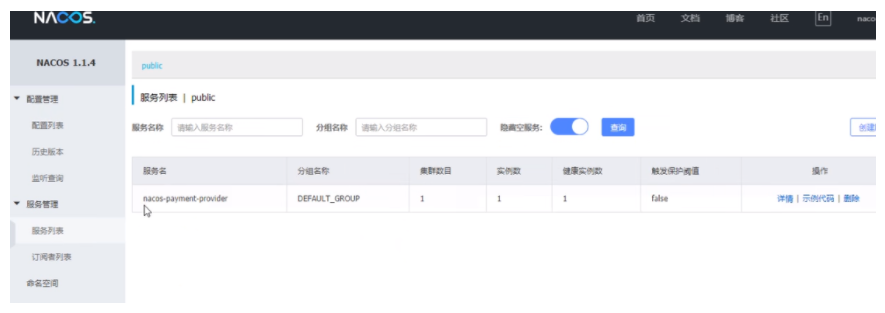 NACOS.
首页 文档 博客 社区 En naco
NACOS 1.1.4
public
配置管理
服务列表 | public
配置列表
服务名称 请输入服务名称 分组名称 请输入分组名称 隐藏空服务: 查询
历史版本
监听查询
服务名 分组名称 集群数目 实例数 健康实例数 触发保护阈值 操作
服务管理
nacos-payment-provider DEFAULT_GROUP 1 1 1 false 详情 | 示例代码 | 删除
服务列表
订阅者列表
命名空间